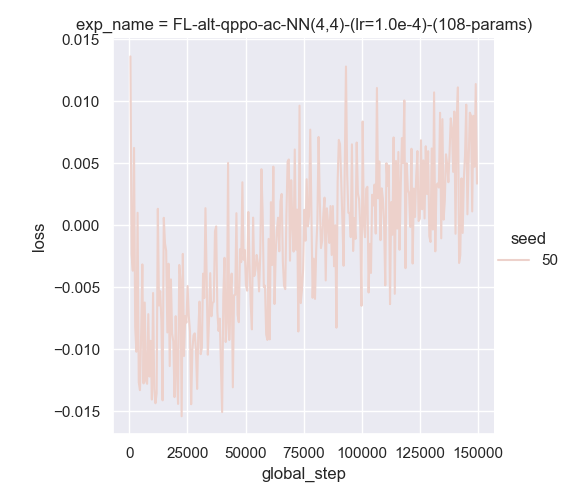 exp_name = FL-alt-qppo-ac-NN(4,4)-(lr=1.0e-4)-(108-params)
0.015
0.010
0.005
0.000
−0.005
−0.010
−0.015
loss
0 25000 50000 75000 100000 125000 150000
global_step
seed
50